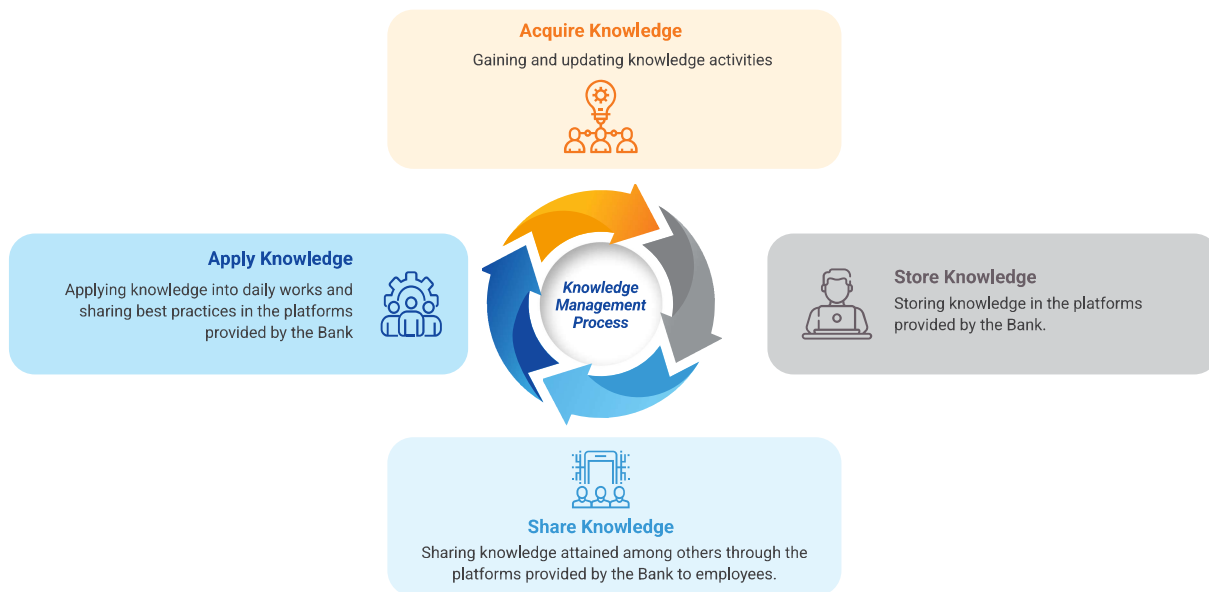 Acquire Knowledge
Gaining and updating knowledge activities
Apply Knowledge
Applying knowledge into daily works and
sharing best practices in the platforms
provided by the Bank
Knowledge
Management
Process
Store Knowledge
Storing knowledge in the platforms
provided by the Bank.
Share Knowledge
Sharing knowledge attained among others through the
platforms provided by the Bank to employees.